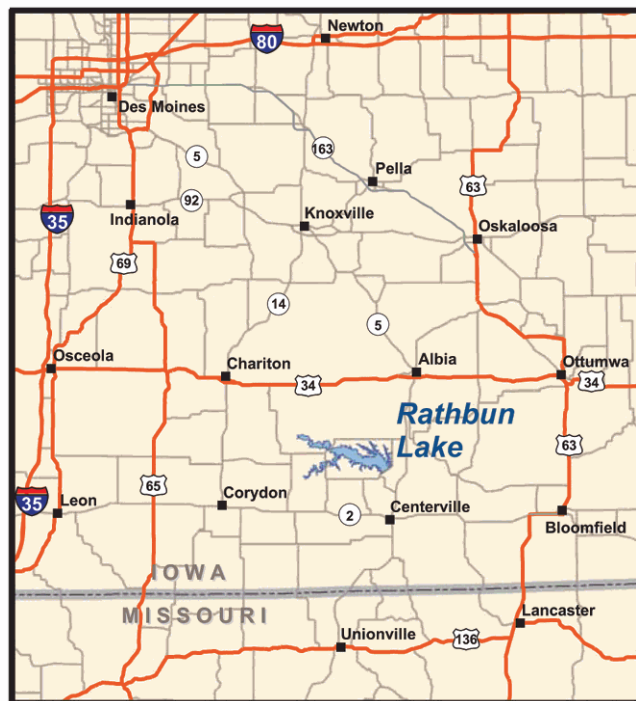 Newton
80
Des Moines
5
163
Pella
92
63
35
Indianola
Knoxville
Oskaloosa
69
14
5
Osceola
Chariton
Albia
Ottumwa
34
34
Rathbun
Lake
63
65
Corydon
35
Leon
2
Centerville
Bloomfield
IOWA
MISSOURI
Lancaster
Unionville
136